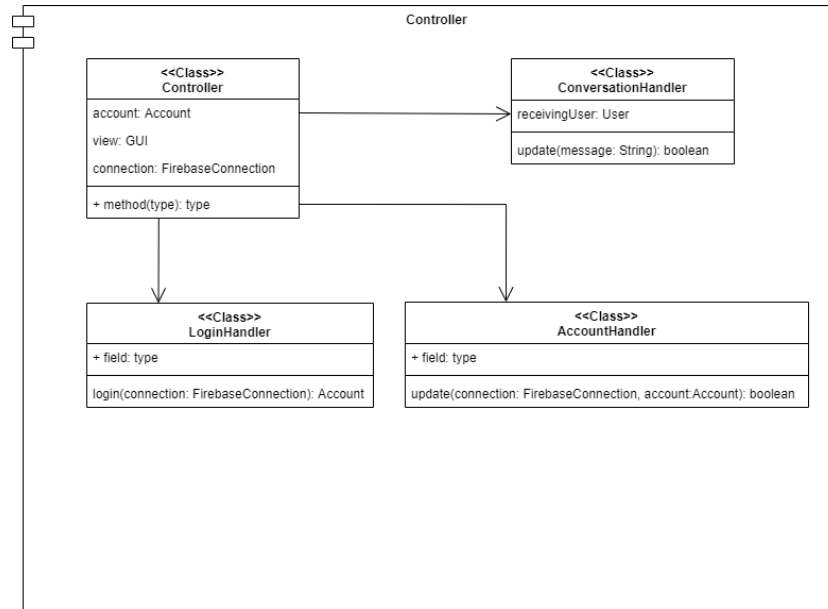 Controller
<<Class>>
Controller
account: Account
view: GUI
connection: FirebaseConnection
+ method(type): type
<<Class>>
ConversationHandler
receivingUser: User
update(message: String): boolean
<<Class>>
LoginHandler
+ field: type
login(connection: FirebaseConnection): Account
<<Class>>
AccountHandler
+ field: type
update(connection: FirebaseConnection, account:Account): boolean